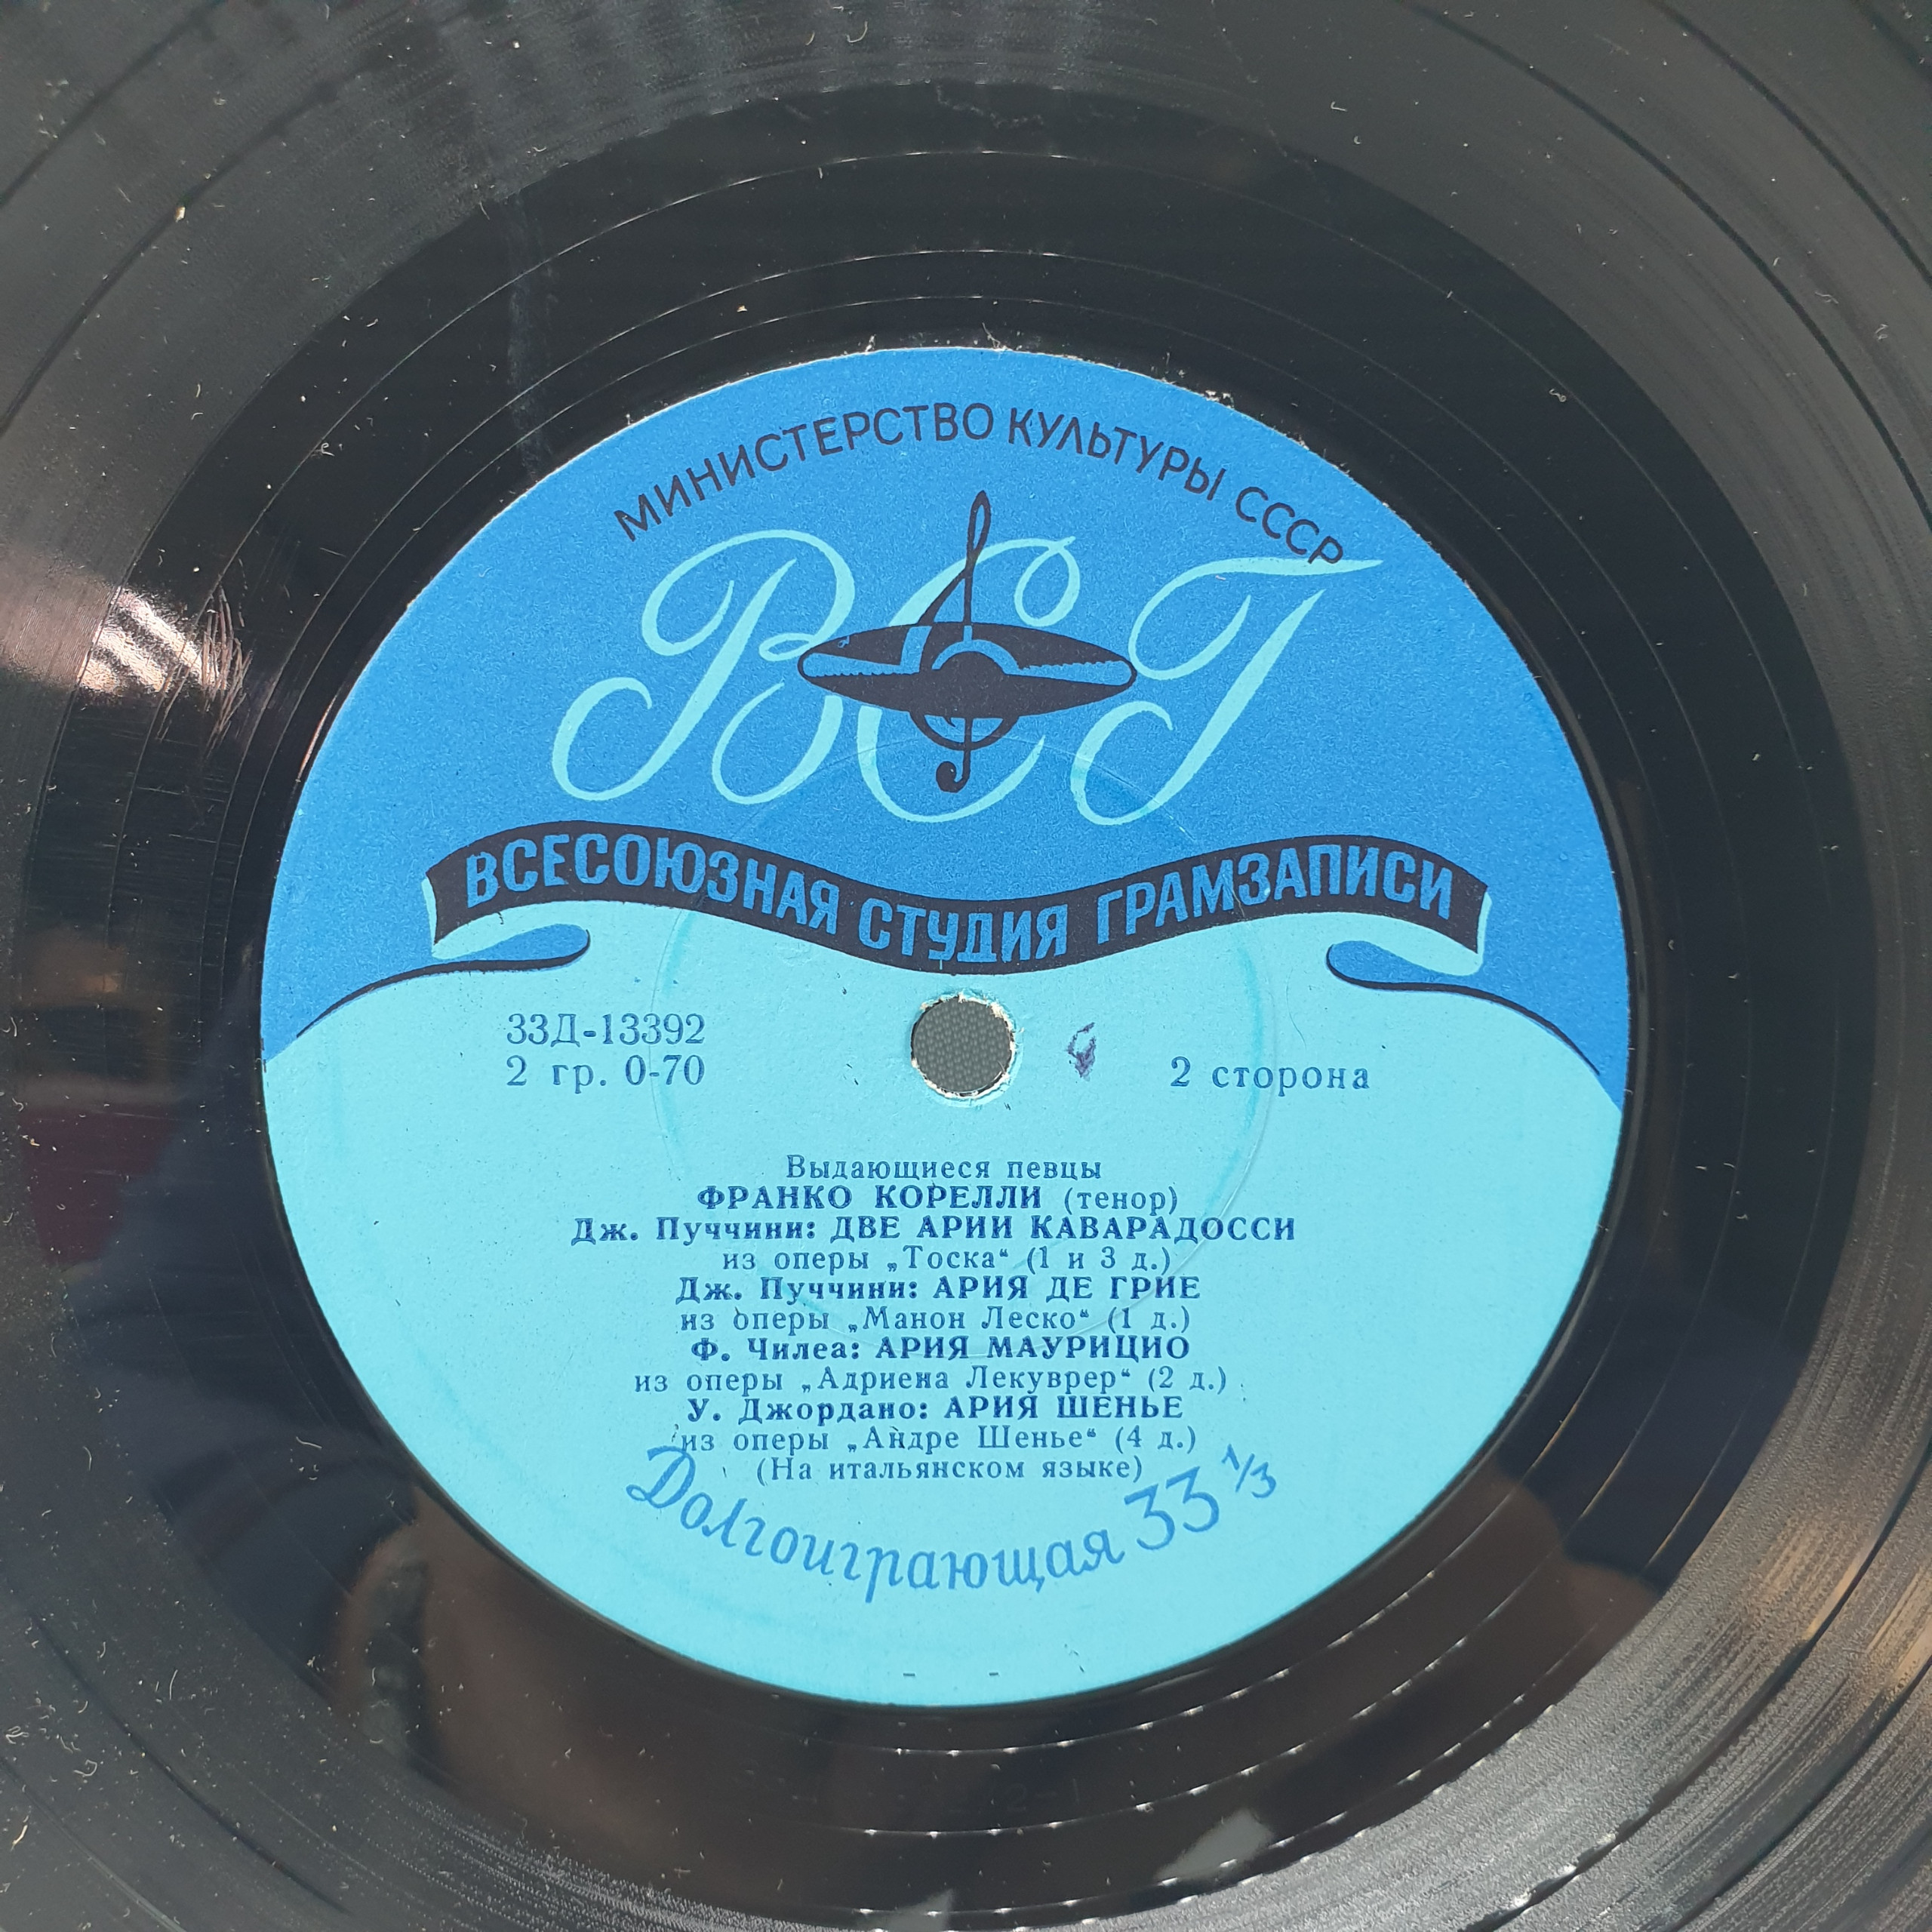 МИНИСТЕРСТВО КУЛЬТУРЫ СССР
ВСГ
ВСЕСОЮЗНАЯ СТУДИЯ ГРАМЗАПИСИ
33Д-13392
2 гр. 0-70
2 сторона
Выдающиеся певцы
ФРАНКО КОРЕЛЛИ (тенор)
Дж. Пуччини: ДВЕ АРИИ КАВАРАДОССИ
из оперы „Тоска“ (1 и 3 д.)
Дж. Пуччини: АРИЯ ДЕ ГРИЕ
из оперы „Манон Леско“ (1 д.)
Ф. Чилеа: АРИЯ МАУРИЦИО
из оперы „Адриена Лекуврер“ (2 д.)
У. Джордано: АРИЯ ШЕНЬЕ
из оперы „Андре Шенье“ (4 д.)
(На итальянском языке)
Долгоиграющая 33 1/3